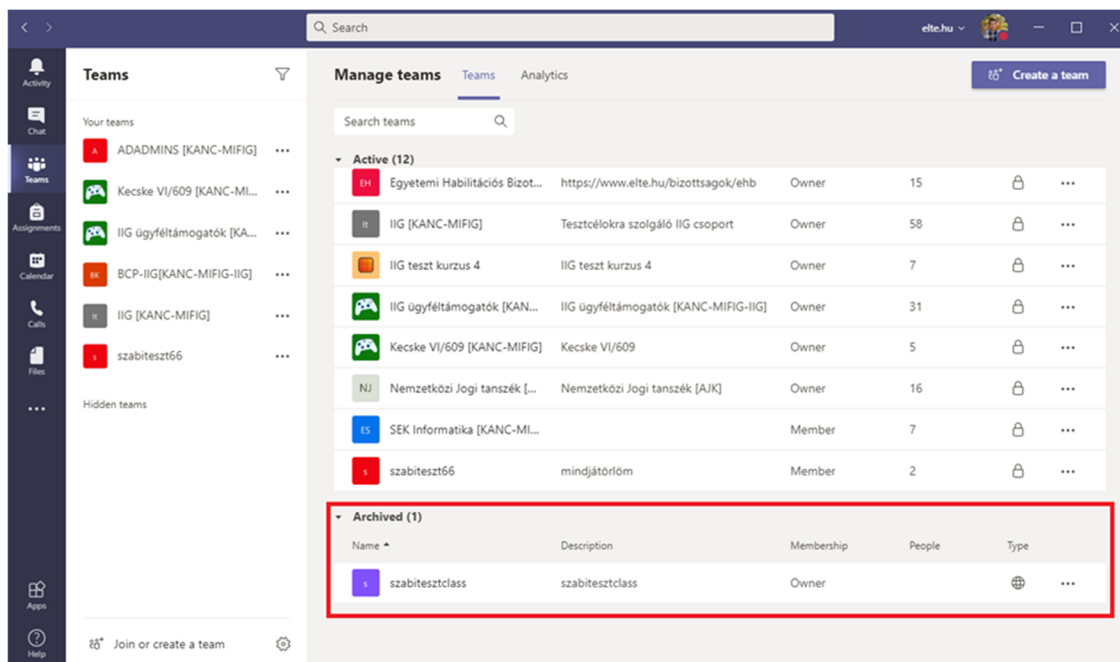 Search
elte.hu
Activity
Chat
Teams
Assignments
Calendar
Calls
Files
Apps
Help
Teams
Your teams
A ADADMINS [KANC-MIFIG]
Kecske VI/609 [KANC-MI...
IIG ügyféltámogatók [KA...
BK BCP-IIG[KANC-MIFIG-IIG]
It IIG [KANC-MIFIG]
s szabiteszt66
Hidden teams
Join or create a team
Manage teams Teams Analytics
Create a team
Search teams
Active (12)
EH Egyetemi Habilitációs Bizot... https://www.elte.hu/bizottsagok/ehb Owner 15
It IIG [KANC-MIFIG] Tesztcélokra szolgáló IIG csoport Owner 58
IIG teszt kurzus 4 IIG teszt kurzus 4 Owner 7
IIG ügyféltámogatók [KAN... IIG ügyféltámogatók [KANC-MIFIG-IIG] Owner 31
Kecske VI/609 [KANC-MIFIG] Kecske VI/609 Owner 5
NJ Nemzetközi Jogi tanszék [... Nemzetközi Jogi tanszék [AJK] Owner 16
ES SEK Informatika [KANC-MI... Member 7
s szabiteszt66 mindjátörlöm Member 2
Archived (1)
Name Description Membership People Type
s szabitesztclass szabitesztclass Owner